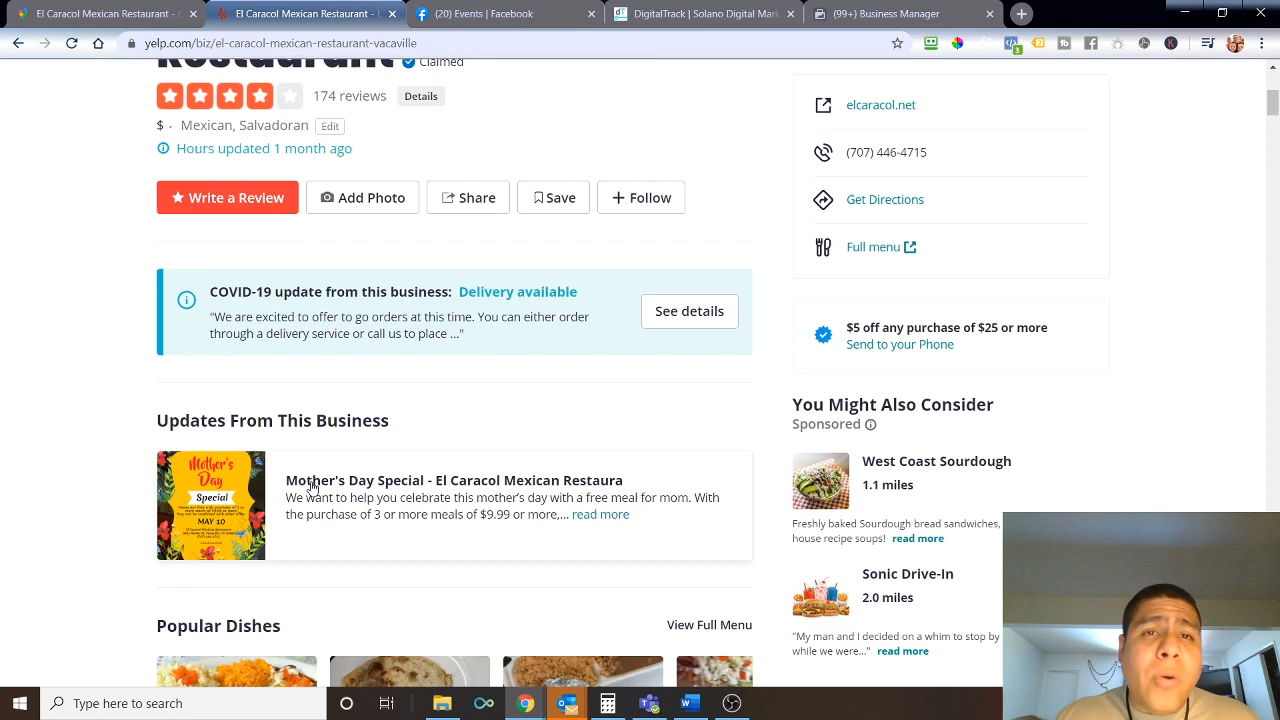 El Caracol Mexican Restaurant -
El Caracol Mexican Restaurant -
(20) Events | Facebook
DigitalTrack | Solano Digital Mark
(99+) Business Manager
yelp.com/biz/el-caracol-mexican-restaurant-vacaville
Restaurant Claimed
174 reviews Details
$ · Mexican, Salvadoran Edit
Hours updated 1 month ago
Write a Review Add Photo Share Save + Follow
COVID-19 update from this business: Delivery available
"We are excited to offer to go orders at this time. You can either order
through a delivery service or call us to place ..."
See details
Updates From This Business
Mother's
Day
Special
MAY 10
Mother's Day Special - El Caracol Mexican Restaura
We want to help you celebrate this mother's day with a free meal for mom. With
the purchase of 3 or more meals of $9.99 or more,... read more
Popular Dishes View Full Menu
elcaracol.net
(707) 446-4715
Get Directions
Full menu
$5 off any purchase of $25 or more
Send to your Phone
You Might Also Consider
Sponsored
West Coast Sourdough
1.1 miles
Freshly baked Sourdough bread sandwiches,
house recipe soups! read more
Sonic Drive-In
2.0 miles
"My man and I decided on a whim to stop by
while we were..." read more
Type here to search